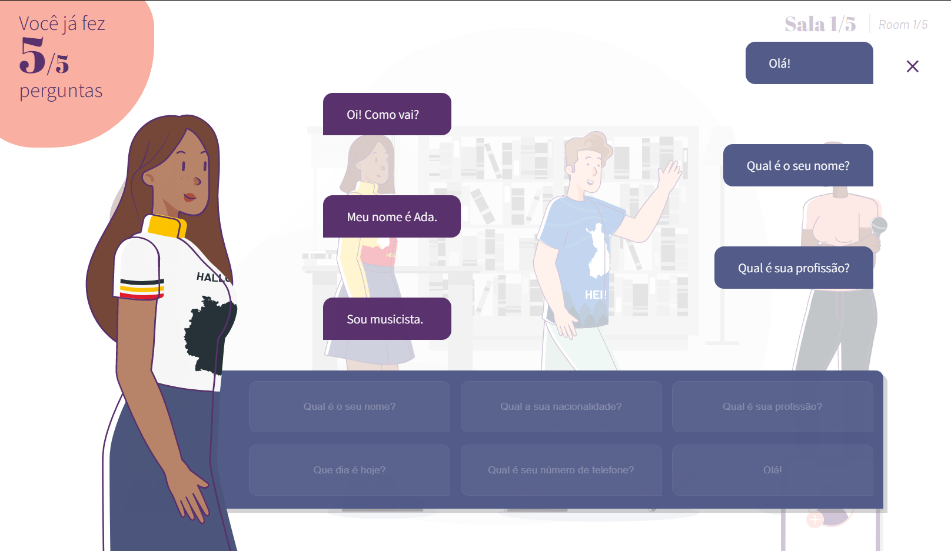 Você já fez
5/5
perguntas
Sala 1/5 | Room 1/5
Olá!
Oi! Como vai?
Qual é o seu nome?
Meu nome é Ada.
Qual é sua profissão?
Sou musicista.
HALLO
HEI!
Qual é o seu nome?
Qual a sua nacionalidade?
Qual é sua profissão?
Que dia é hoje?
Qual é seu número de telefone?
Olá!